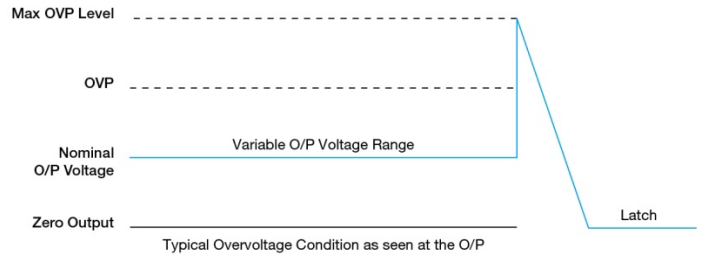 Max OVP Level
OVP
Variable O/P Voltage Range
Nominal
O/P Voltage
Zero Output
Latch
Typical Overvoltage Condition as seen at the O/P